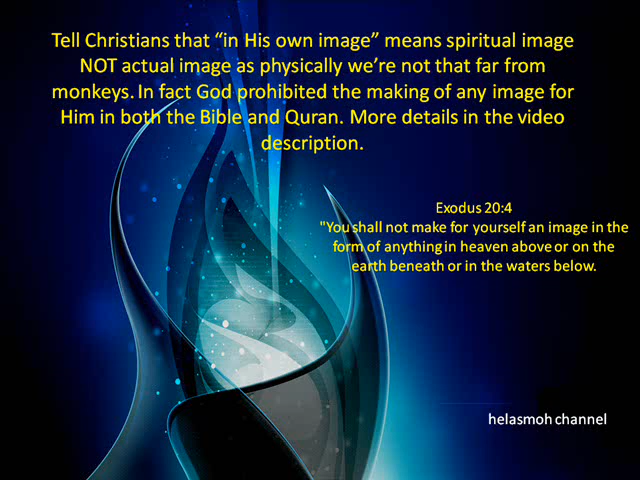 Tell Christians that “in His own image” means spiritual image
NOT actual image as physically we’re not that far from
monkeys. In fact God prohibited the making of any image for
Him in both the Bible and Quran. More details in the video
description.
Exodus 20:4
"You shall not make for yourself an image in the
form of anything in heaven above or on the
earth beneath or in the waters below.
helasmoh channel